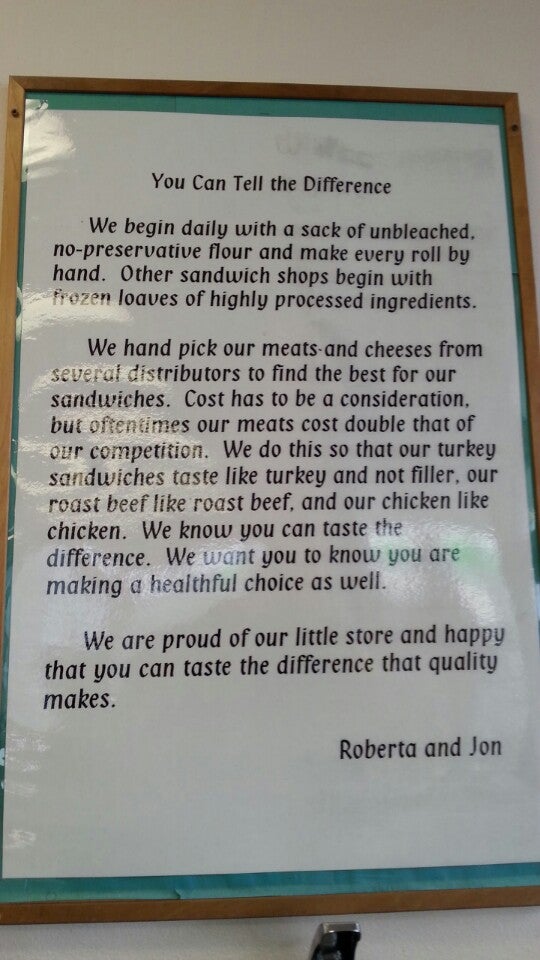 You Can Tell the Difference
We begin daily with a sack of unbleached,
no-preservative flour and make every roll by
hand. Other sandwich shops begin with
frozen loaves of highly processed ingredients.
We hand pick our meats and cheeses from
several distributors to find the best for our
sandwiches. Cost has to be a consideration,
but oftentimes our meats cost double that of
our competition. We do this so that our turkey
sandwiches taste like turkey and not filler, our
roast beef like roast beef, and our chicken like
chicken. We know you can taste the
difference. We want you to know you are
making a healthful choice as well.
We are proud of our little store and happy
that you can taste the difference that quality
makes.
Roberta and Jon